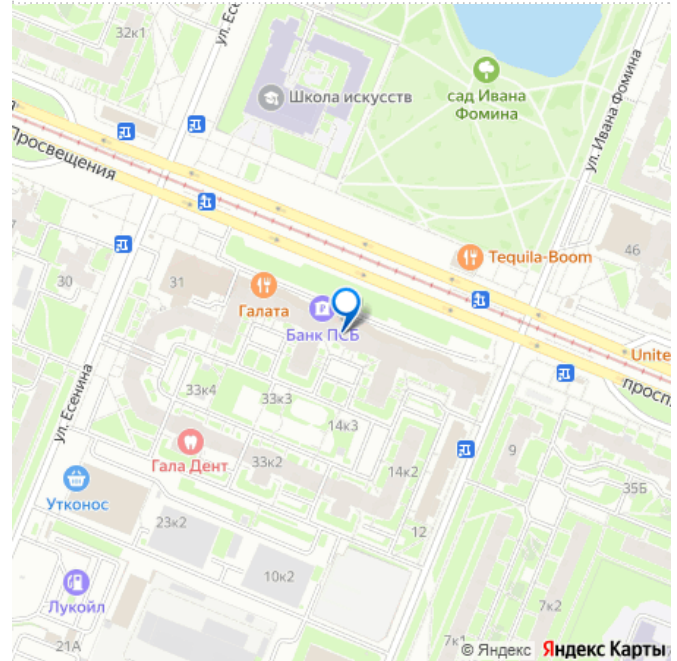 32к1
ул. Есе
Школа искусств
сад Ивана
Фомина
ул. Ивана Фомина
Просвещения
Tequila-Boom
46
30
31
Галата
Банк ПСБ
Unite
просп.
ул. Есенина
33к4
33к3
14к3
9
Гала Дент
33к2
14к2
35Б
Утконос
23к2
12
10к2
7к2
Лукойл
21А
7к1
© Яндекс Яндекс Карты